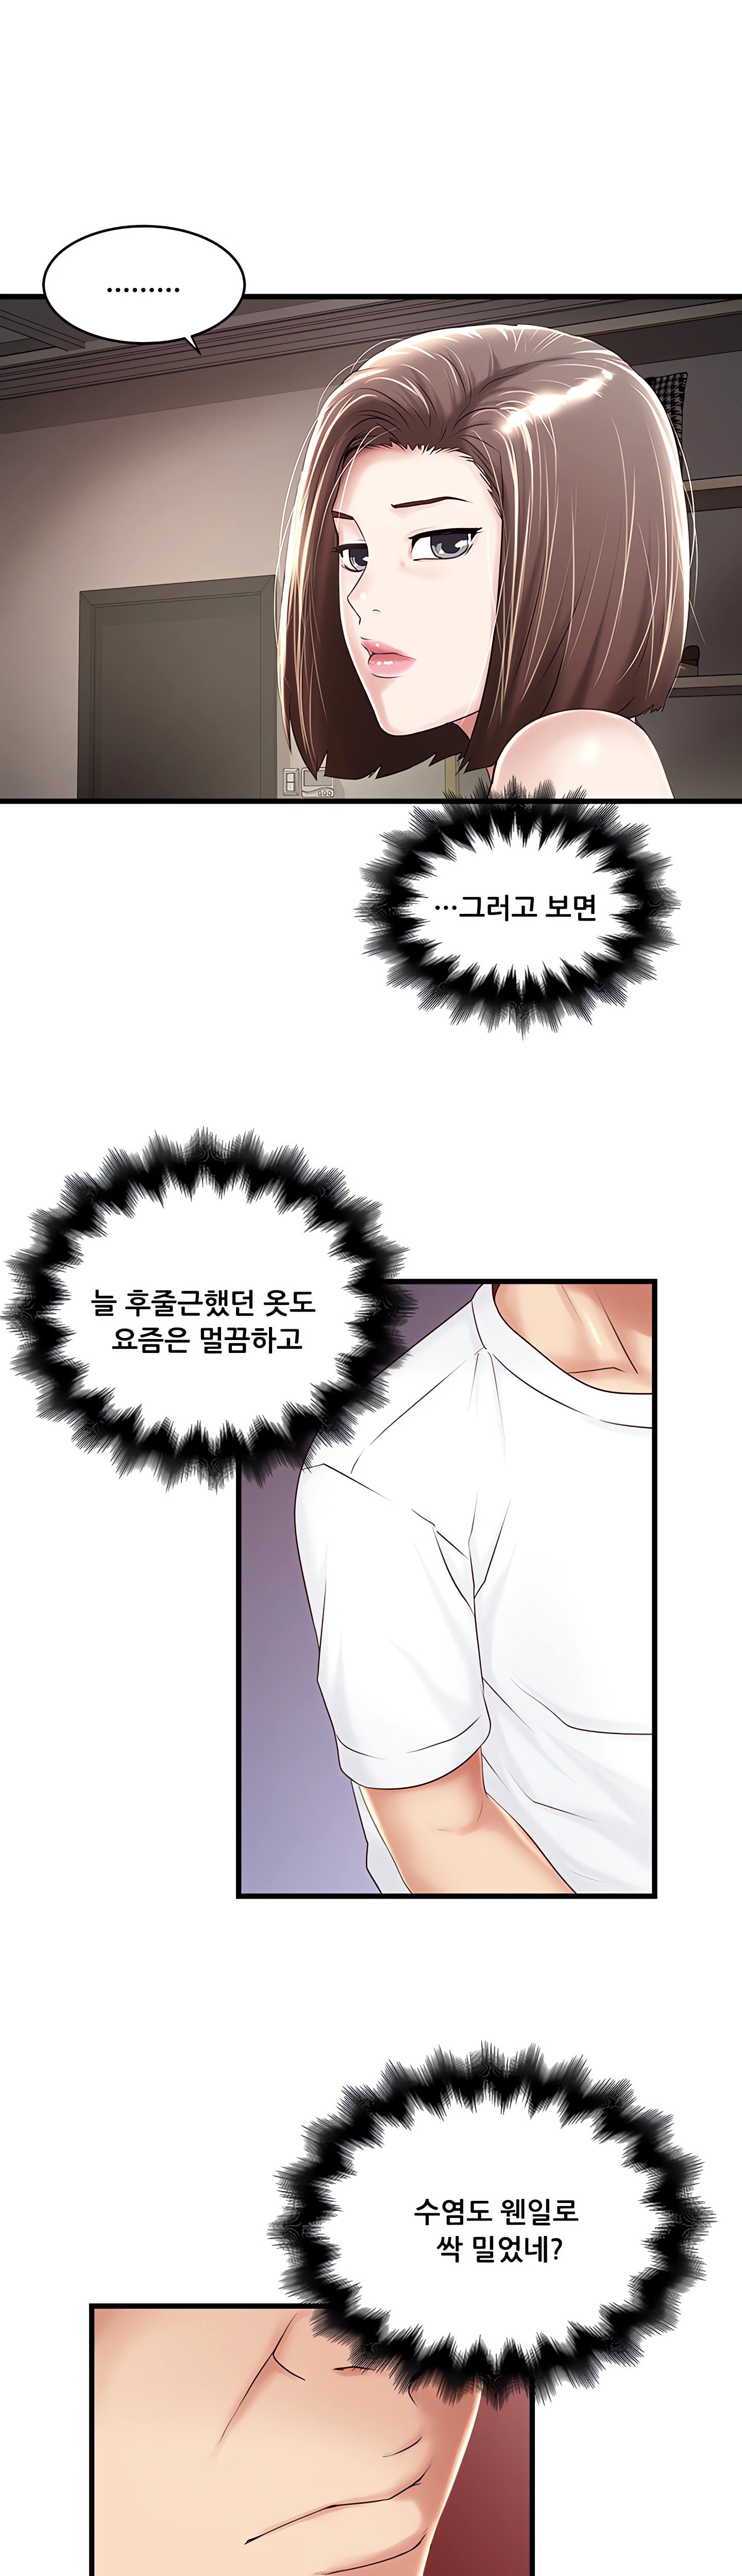 .........
...그러고 보면
늘 후줄근했던 옷도
요즘은 멀끔하고
수염도 웬일로
싹 밀었네?